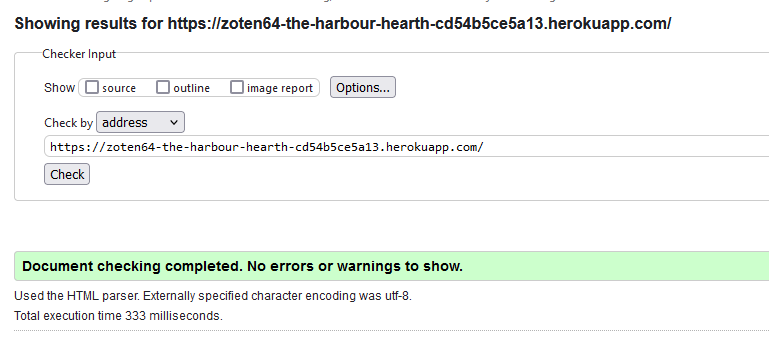 Showing results for https://zoten64-the-harbour-hearth-cd54b5ce5a13.herokuapp.com/
Checker Input
Show source outline image report Options...
Check by address
https://zoten64-the-harbour-hearth-cd54b5ce5a13.herokuapp.com/
Check
Document checking completed. No errors or warnings to show.
Used the HTML parser. Externally specified character encoding was utf-8.
Total execution time 333 milliseconds.